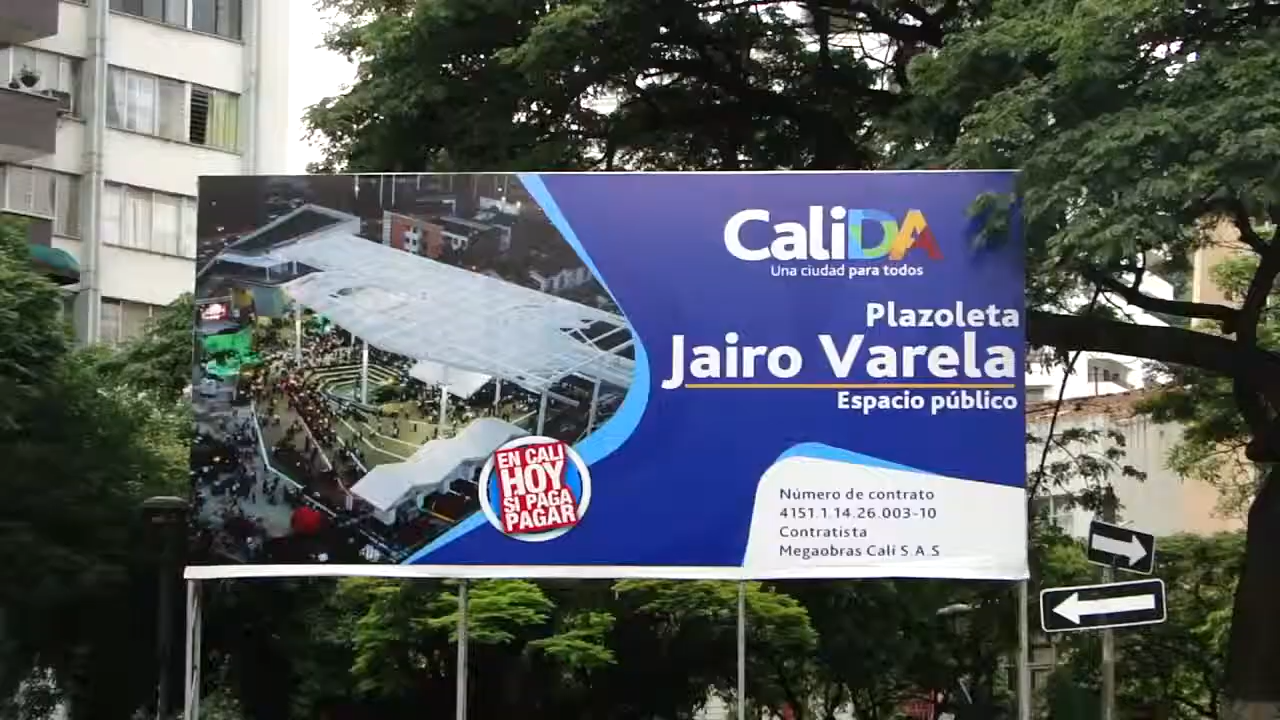 CaliDA
Una ciudad para todos
Plazoleta
Jairo Varela
Espacio público
EN CALI
HOY
SI PAGA
PAGAR
Número de contrato
4151.1.14.26.003-10
Contratista
Megaobras Cali S.A.S